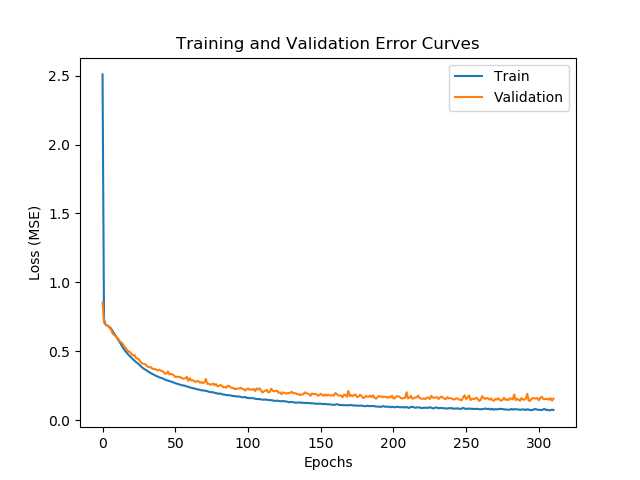 Training and Validation Error Curves
Train
Validation
2.5
2.0
1.5
1.0
0.5
0.0
Loss (MSE)
0 50 100 150 200 250 300
Epochs